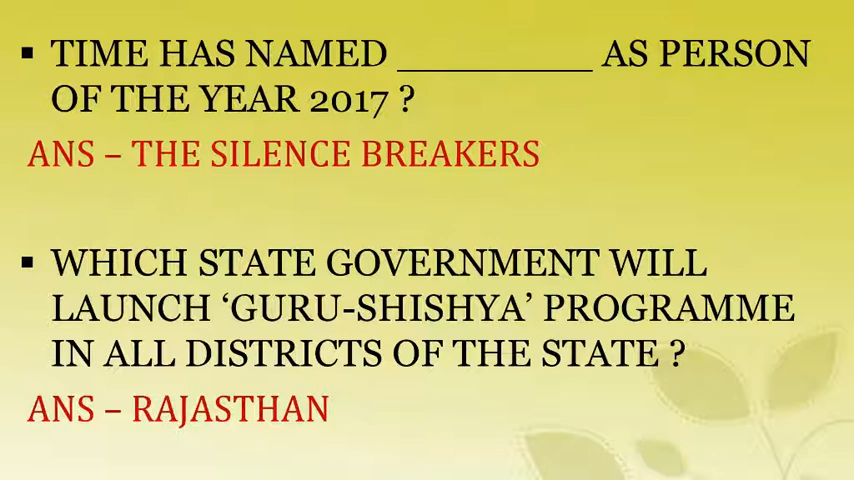 ▪ TIME HAS NAMED __________ AS PERSON
OF THE YEAR 2017 ?
ANS – THE SILENCE BREAKERS
▪ WHICH STATE GOVERNMENT WILL
LAUNCH ‘GURU-SHISHYA’ PROGRAMME
IN ALL DISTRICTS OF THE STATE ?
ANS – RAJASTHAN